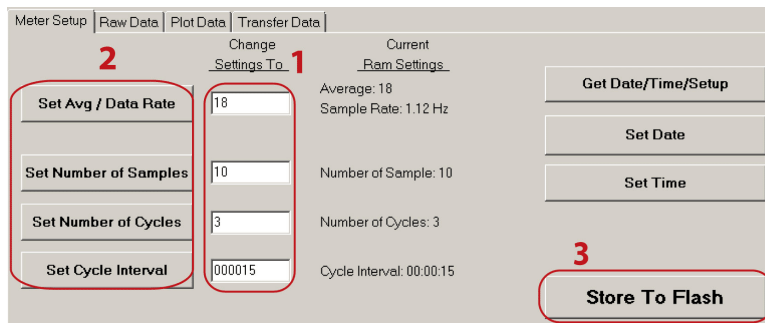 Meter Setup Raw Data Plot Data Transfer Data
2
Change
Settings To
1
Current
Ram Settings
Set Avg / Data Rate
18
Average: 18
Sample Rate: 1.12 Hz
Get Date/Time/Setup
Set Date
Set Number of Samples
10
Number of Sample: 10
Set Time
Set Number of Cycles
3
Number of Cycles: 3
Set Cycle Interval
000015
Cycle Interval: 00:00:15
3
Store To Flash